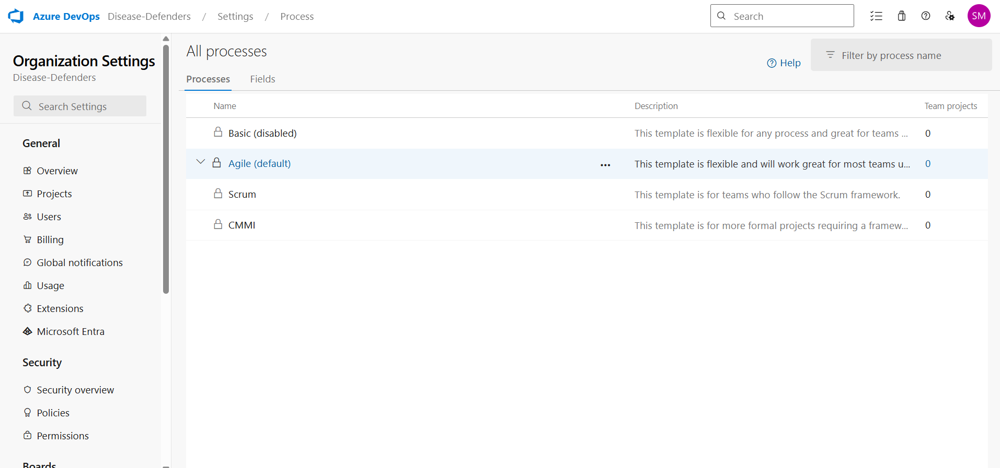 Azure DevOps Disease-Defenders / Settings / Process
Search
SM
Organization Settings
Disease-Defenders
Search Settings
General
Overview
Projects
Users
Billing
Global notifications
Usage
Extensions
Microsoft Entra
Security
Security overview
Policies
Permissions
Boards
All processes
Help
Filter by process name
Processes Fields
Name Description Team projects
Basic (disabled) This template is flexible for any process and great for teams ... 0
Agile (default) ... This template is flexible and will work great for most teams u... 0
Scrum This template is for teams who follow the Scrum framework. 0
CMMI This template is for more formal projects requiring a framew... 0